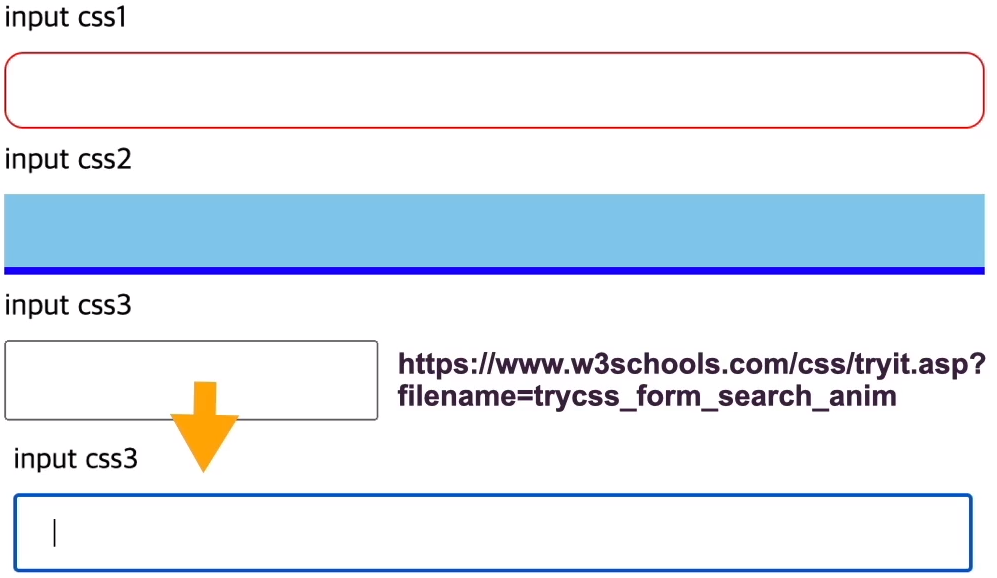 input css1
input css2
input css3
https://www.w3schools.com/css/tryit.asp?
filename=trycss_form_search_anim
input css3